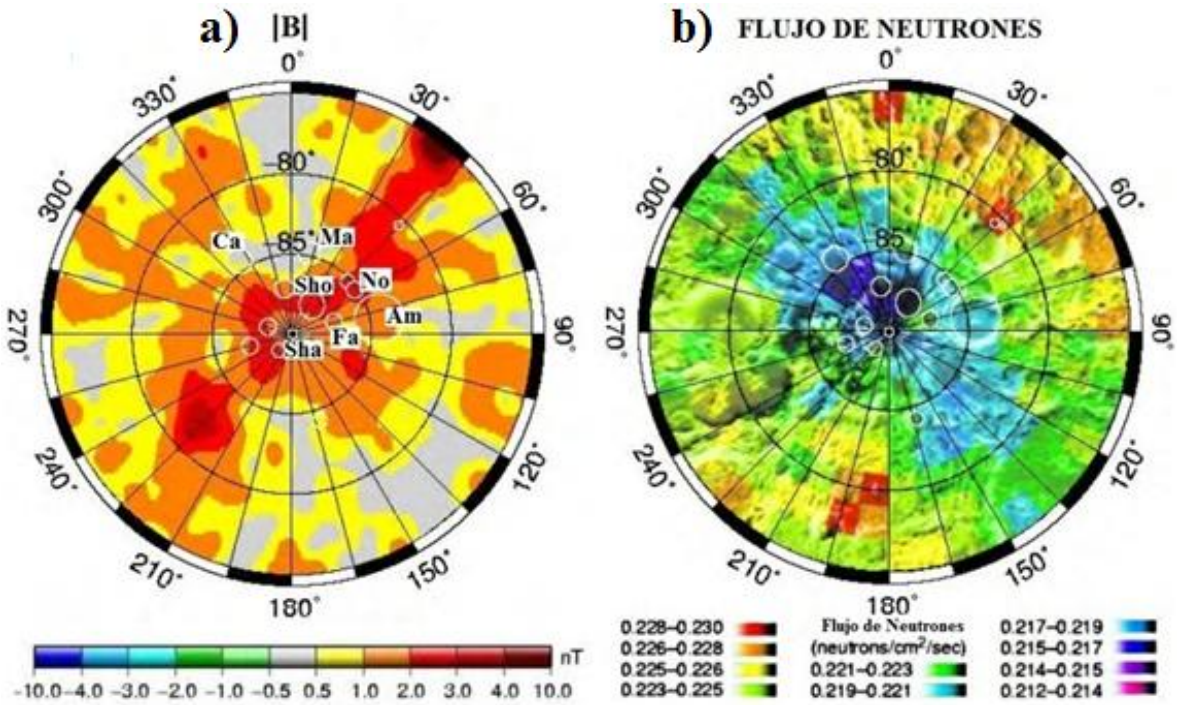 a) |B|
0°
30°
60°
90°
120°
150°
180°
210°
240°
270°
300°
330°
–80°
85°
Ca
Ma
Sho
No
Am
Fa
Sha
nT
–10.0 –4.0 –3.0 –2.0 –1.0 –0.5 0.5 1.0 2.0 3.0 4.0 10.0
b) FLUJO DE NEUTRONES
0°
30°
60°
90°
120°
150°
180°
210°
240°
270°
300°
330°
–80°
85°
0.228–0.230
0.226–0.228
0.225–0.226
0.223–0.225
Flujo de Neutrones
(neutrons/cm²/sec)
0.221–0.223
0.219–0.221
0.217–0.219
0.215–0.217
0.214–0.215
0.212–0.214